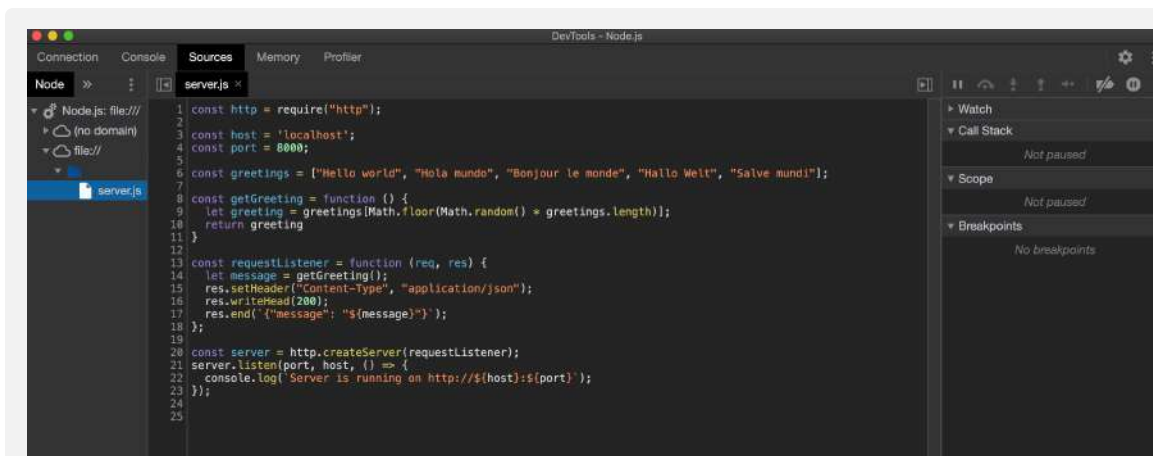 DevTools - Node.js
Connection Console Sources Memory Profiler
Node » server.js ×
Node.js: file:///
(no domain)
file://
server.js
1 const http = require("http");
2
3 const host = 'localhost';
4 const port = 8000;
5
6 const greetings = ["Hello world", "Hola mundo", "Bonjour le monde", "Hallo Welt", "Salve mundi"];
7
8 const getGreeting = function () {
9 let greeting = greetings[Math.floor(Math.random() * greetings.length)];
10 return greeting
11 }
12
13 const requestListener = function (req, res) {
14 let message = getGreeting();
15 res.setHeader("Content-Type", "application/json");
16 res.writeHead(200);
17 res.end(`{"message": "${message}"}`);
18 };
19
20 const server = http.createServer(requestListener);
21 server.listen(port, host, () => {
22 console.log(`Server is running on http://${host}:${port}`);
23 });
24
25
Watch
Call Stack
Not paused
Scope
Not paused
Breakpoints
No breakpoints